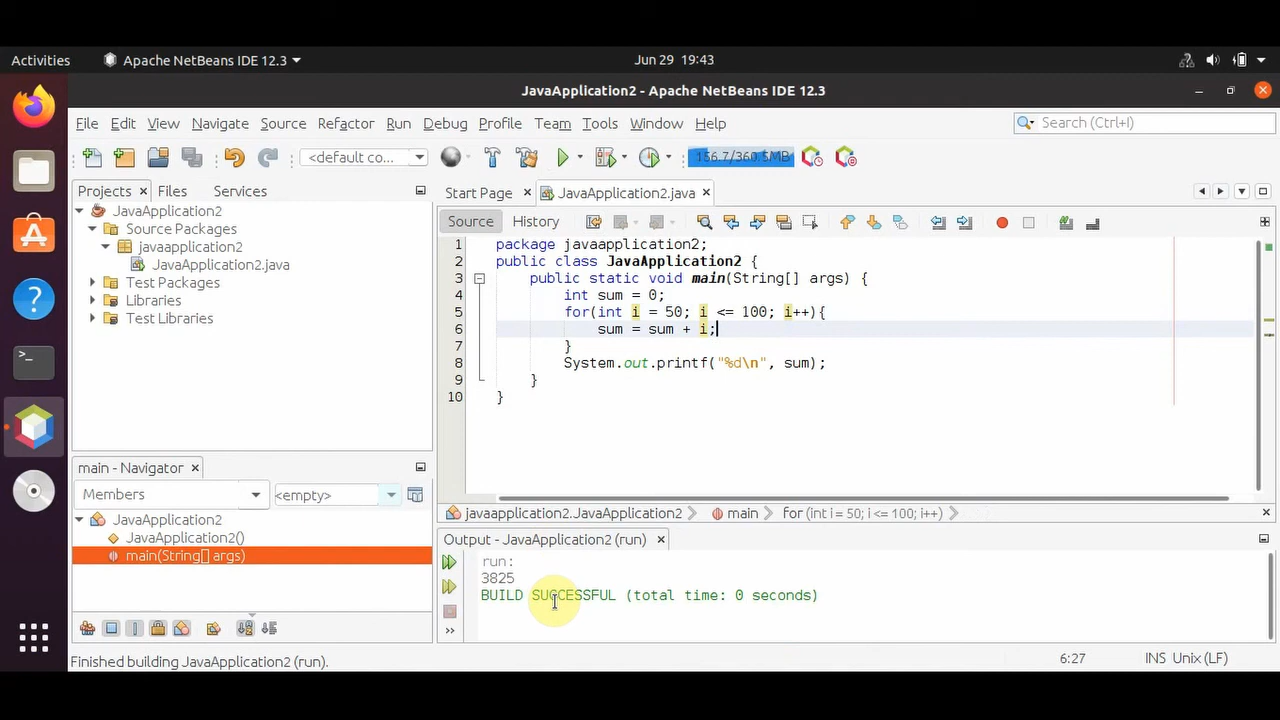 Activities
Apache NetBeans IDE 12.3
Jun 29 19:43
JavaApplication2 - Apache NetBeans IDE 12.3
File Edit View Navigate Source Refactor Run Debug Profile Team Tools Window Help
Search (Ctrl+I)
<default co...
156.7/360.5MB
Projects Files Services
JavaApplication2
Source Packages
javaapplication2
JavaApplication2.java
Test Packages
Libraries
Test Libraries
Start Page JavaApplication2.java
Source History
1 package javaapplication2;
2 public class JavaApplication2 {
3 public static void main(String[] args) {
4 int sum = 0;
5 for(int i = 50; i <= 100; i++){
6 sum = sum + i;
7 }
8 System.out.printf("%d\n", sum);
9 }
10 }
main - Navigator
Members <empty>
JavaApplication2
JavaApplication2()
main(String[] args)
javaapplication2.JavaApplication2 main for (int i = 50; i <= 100; i++)
Output - JavaApplication2 (run)
run:
3825
BUILD SUCCESSFUL (total time: 0 seconds)
Finished building JavaApplication2 (run).
6:27 INS Unix (LF)